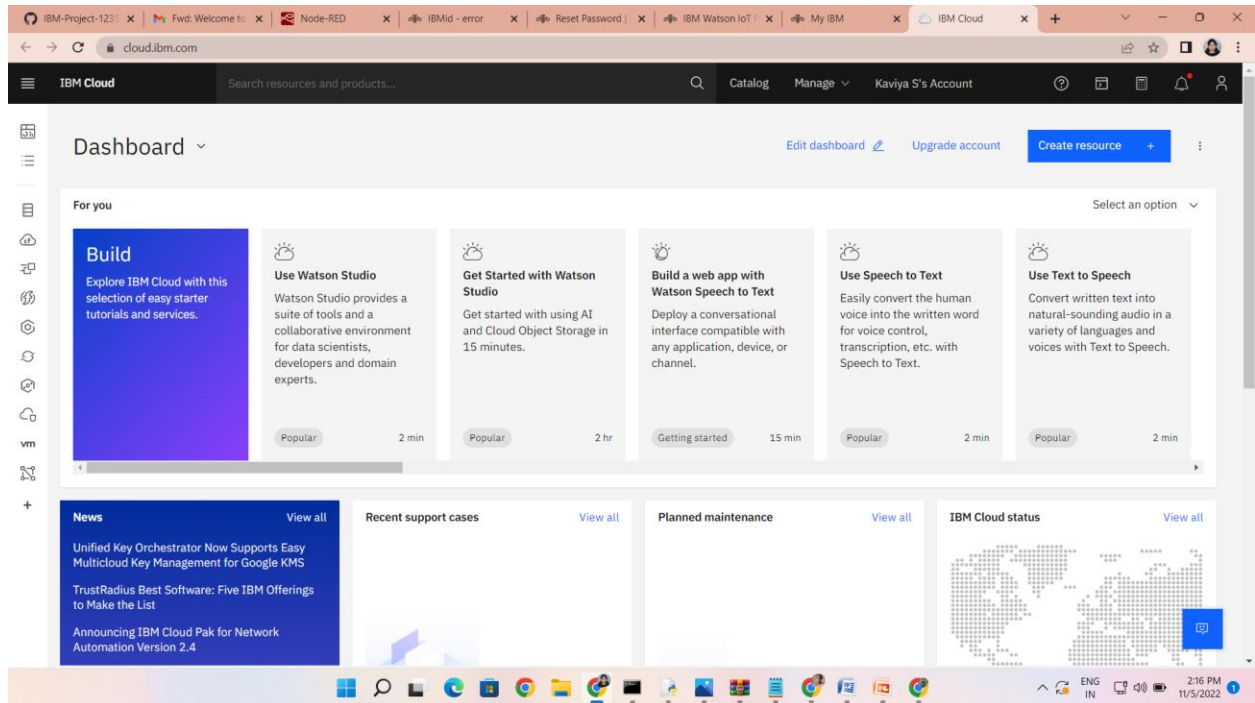 IBM-Project-1235
Fwd: Welcome to
Node-RED
IBMid - error
Reset Password |
IBM Watson IoT P
My IBM
IBM Cloud
cloud.ibm.com
IBM Cloud
Search resources and products...
Catalog
Manage
Kaviya S's Account
Dashboard
Edit dashboard
Upgrade account
Create resource +
For you
Select an option
Build
Explore IBM Cloud with this
selection of easy starter
tutorials and services.
Use Watson Studio
Watson Studio provides a
suite of tools and a
collaborative environment
for data scientists,
developers and domain
experts.
Popular
2 min
Get Started with Watson
Studio
Get started with using AI
and Cloud Object Storage in
15 minutes.
Popular
2 hr
Build a web app with
Watson Speech to Text
Deploy a conversational
interface compatible with
any application, device, or
channel.
Getting started
15 min
Use Speech to Text
Easily convert the human
voice into the written word
for voice control,
transcription, etc. with
Speech to Text.
Popular
2 min
Use Text to Speech
Convert written text into
natural-sounding audio in a
variety of languages and
voices with Text to Speech.
Popular
2 min
vm
News
View all
Unified Key Orchestrator Now Supports Easy
Multicloud Key Management for Google KMS
TrustRadius Best Software: Five IBM Offerings
to Make the List
Announcing IBM Cloud Pak for Network
Automation Version 2.4
Recent support cases
View all
Planned maintenance
View all
IBM Cloud status
View all
ENG
IN
2:16 PM
11/5/2022
1